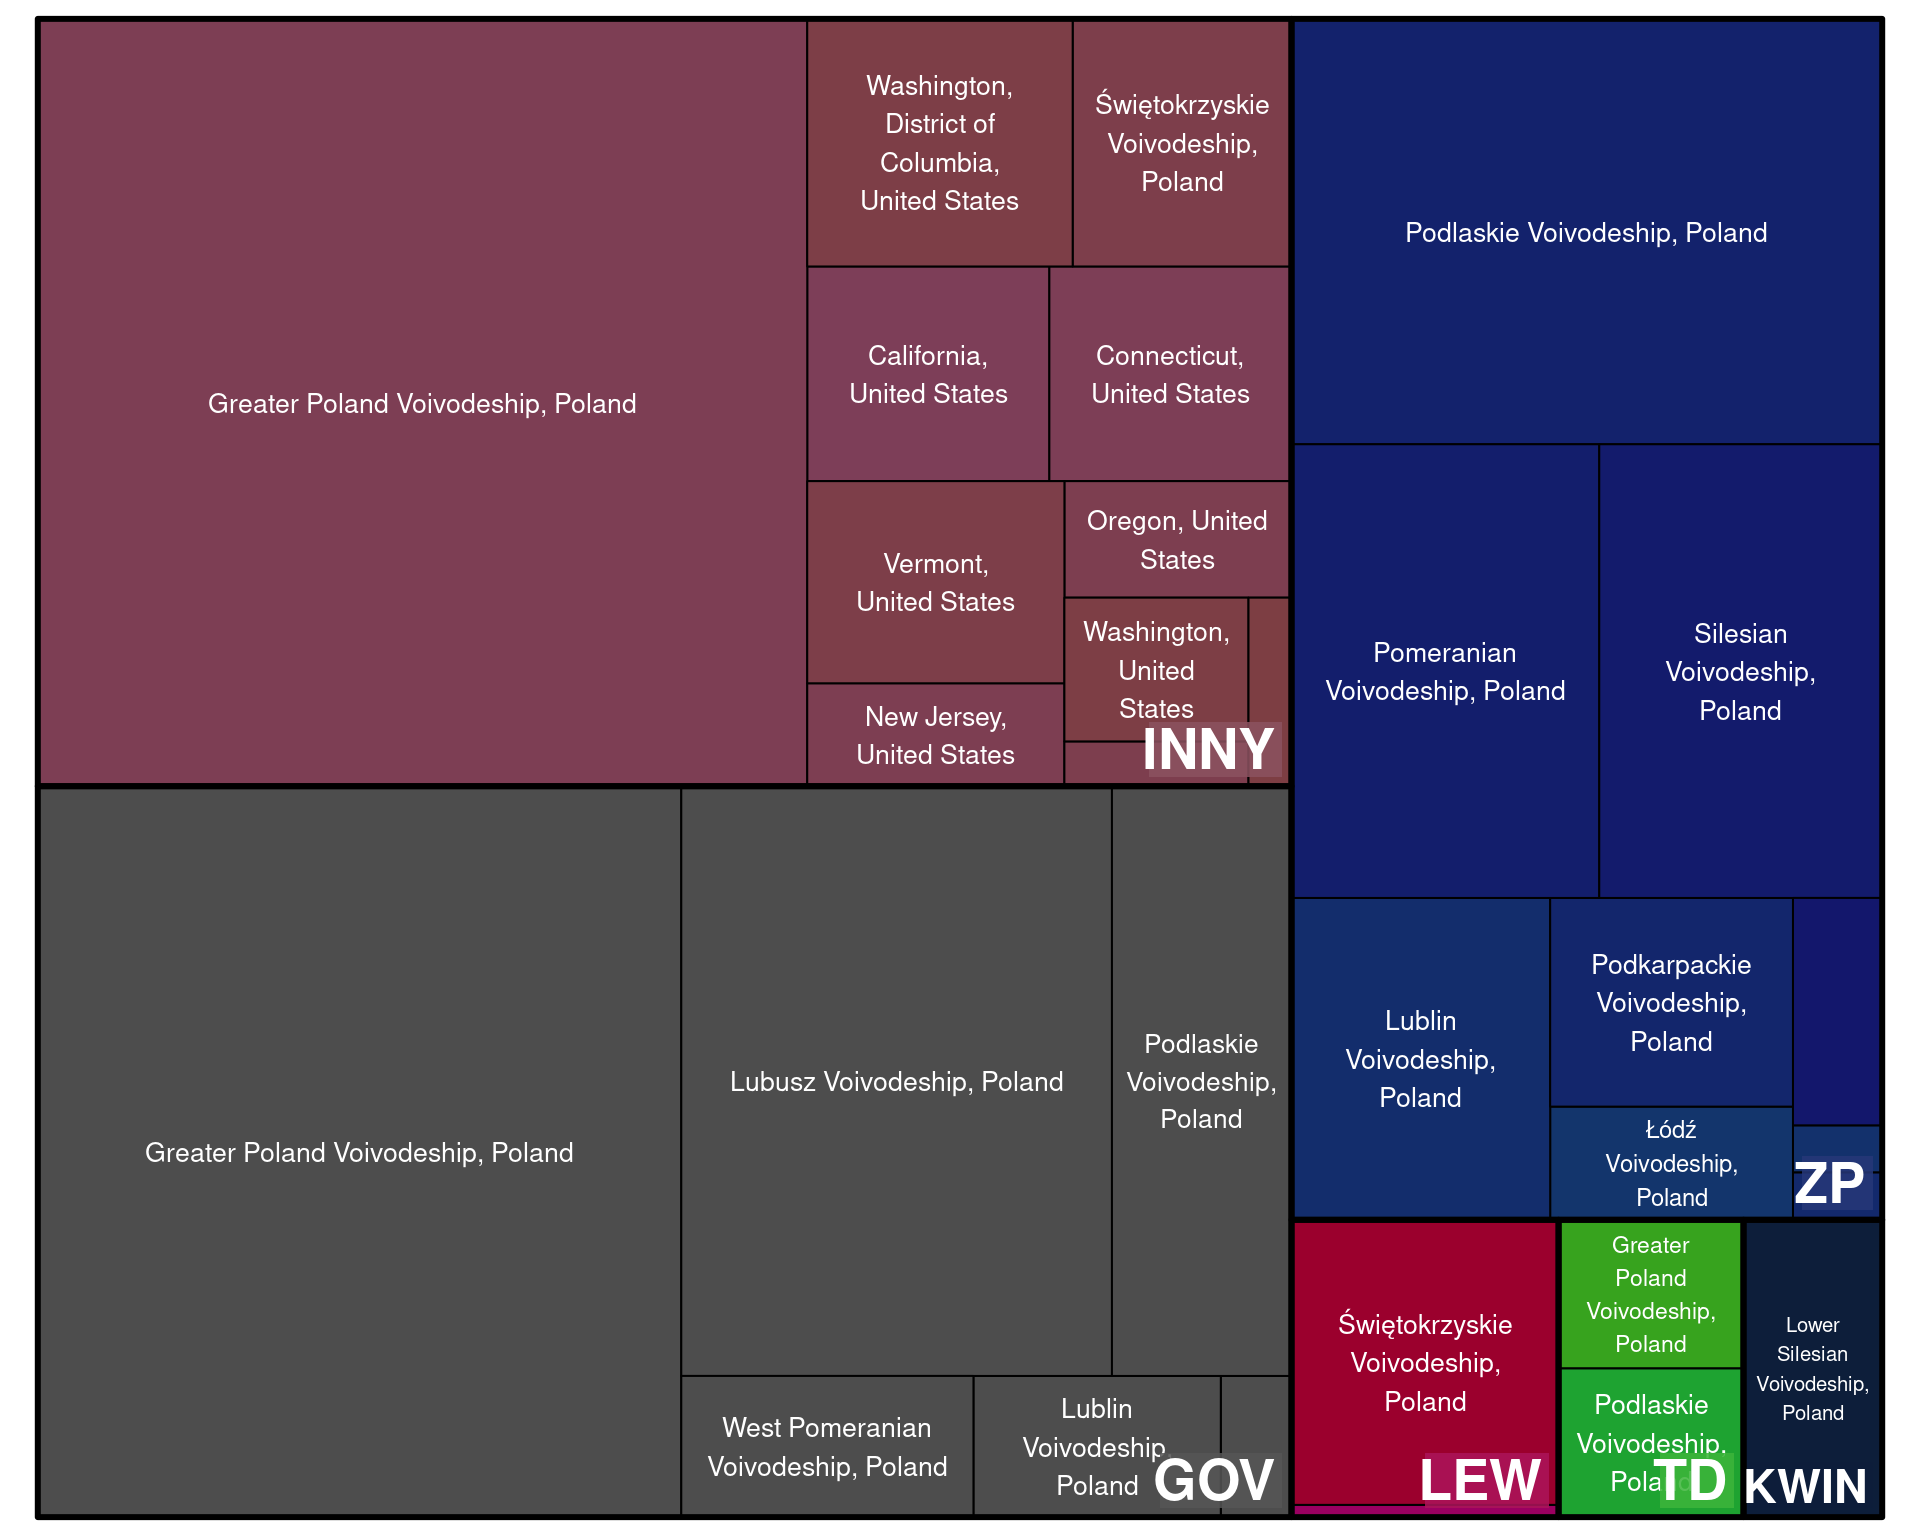 Greater Poland Voivodeship, Poland
Washington,
District of
Columbia,
United States
Świętokrzyskie
Voivodeship,
Poland
California,
United States
Connecticut,
United States
Vermont,
United States
Oregon, United
States
Washington,
United
States
New Jersey,
United States
INNY
Greater Poland Voivodeship, Poland
Lubusz Voivodeship, Poland
Podlaskie
Voivodeship,
Poland
West Pomeranian
Voivodeship, Poland
Lublin
Voivodeship,
Poland
GOV
Podlaskie Voivodeship, Poland
Pomeranian
Voivodeship, Poland
Silesian
Voivodeship,
Poland
Lublin
Voivodeship,
Poland
Podkarpackie
Voivodeship,
Poland
Łódź
Voivodeship,
Poland
ZP
Świętokrzyskie
Voivodeship,
Poland
LEW
Greater
Poland
Voivodeship,
Poland
Podlaskie
Voivodeship,
Poland
TD
Lower
Silesian
Voivodeship,
Poland
KWIN